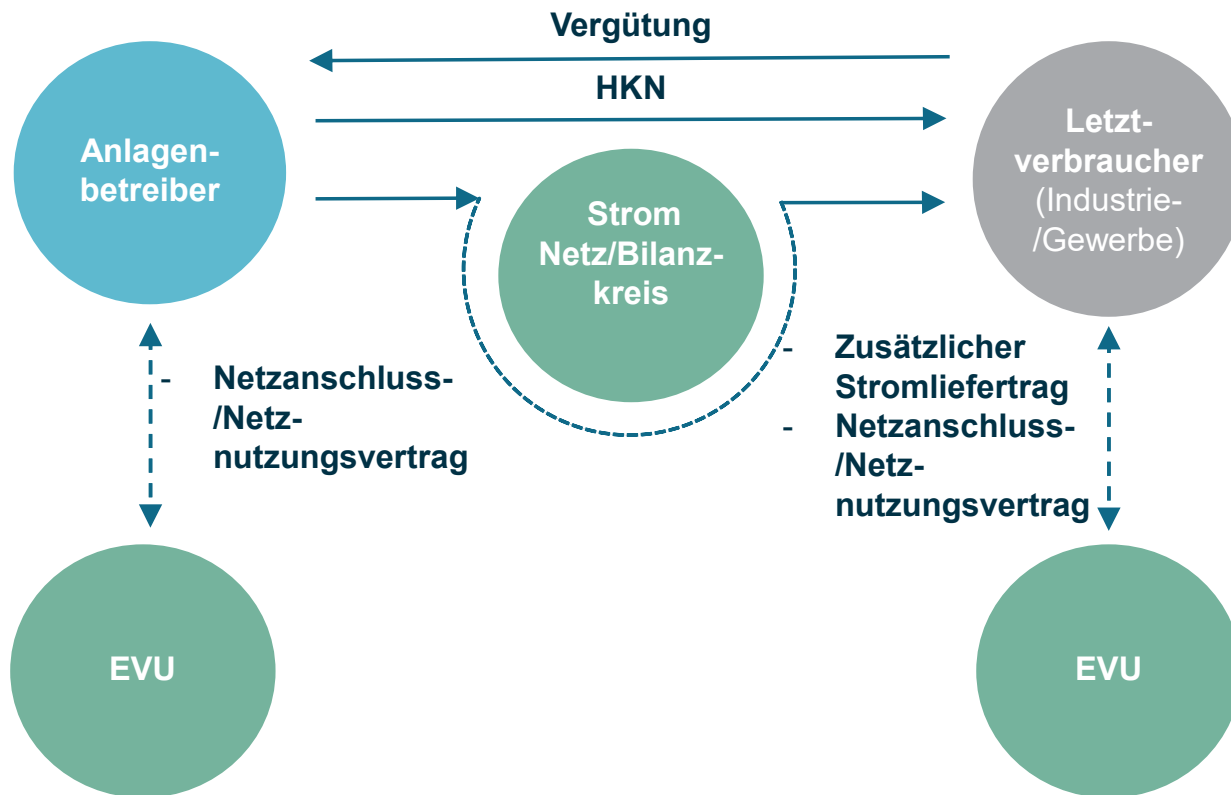 Vergütung
HKN
Anlagen-
betreiber
Strom
Netz/Bilanz-
kreis
Letzt-
verbraucher
(Industrie-
/Gewerbe)
- Netzanschluss-
/Netz-
nutzungsvertrag
- Zusätzlicher
Stromliefertrag
- Netzanschluss-
/Netz-
nutzungsvertrag
EVU
EVU